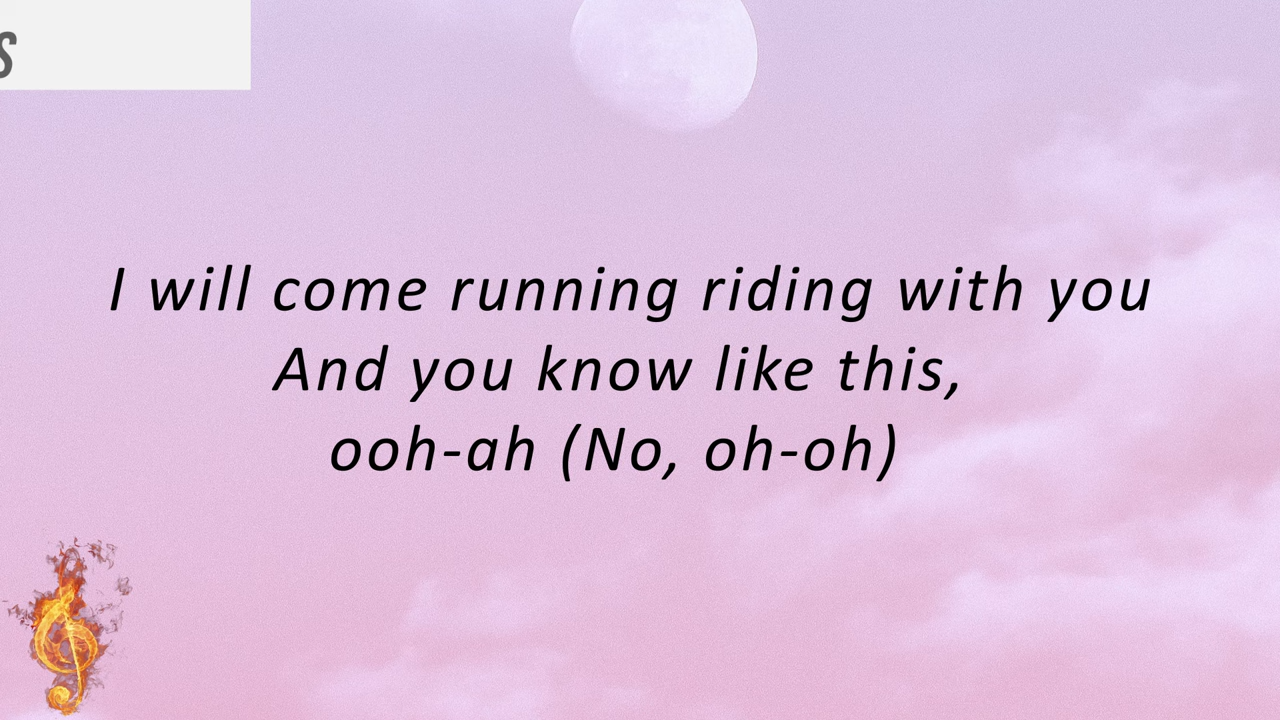 S
I will come running riding with you
And you know like this,
ooh-ah (No, oh-oh)